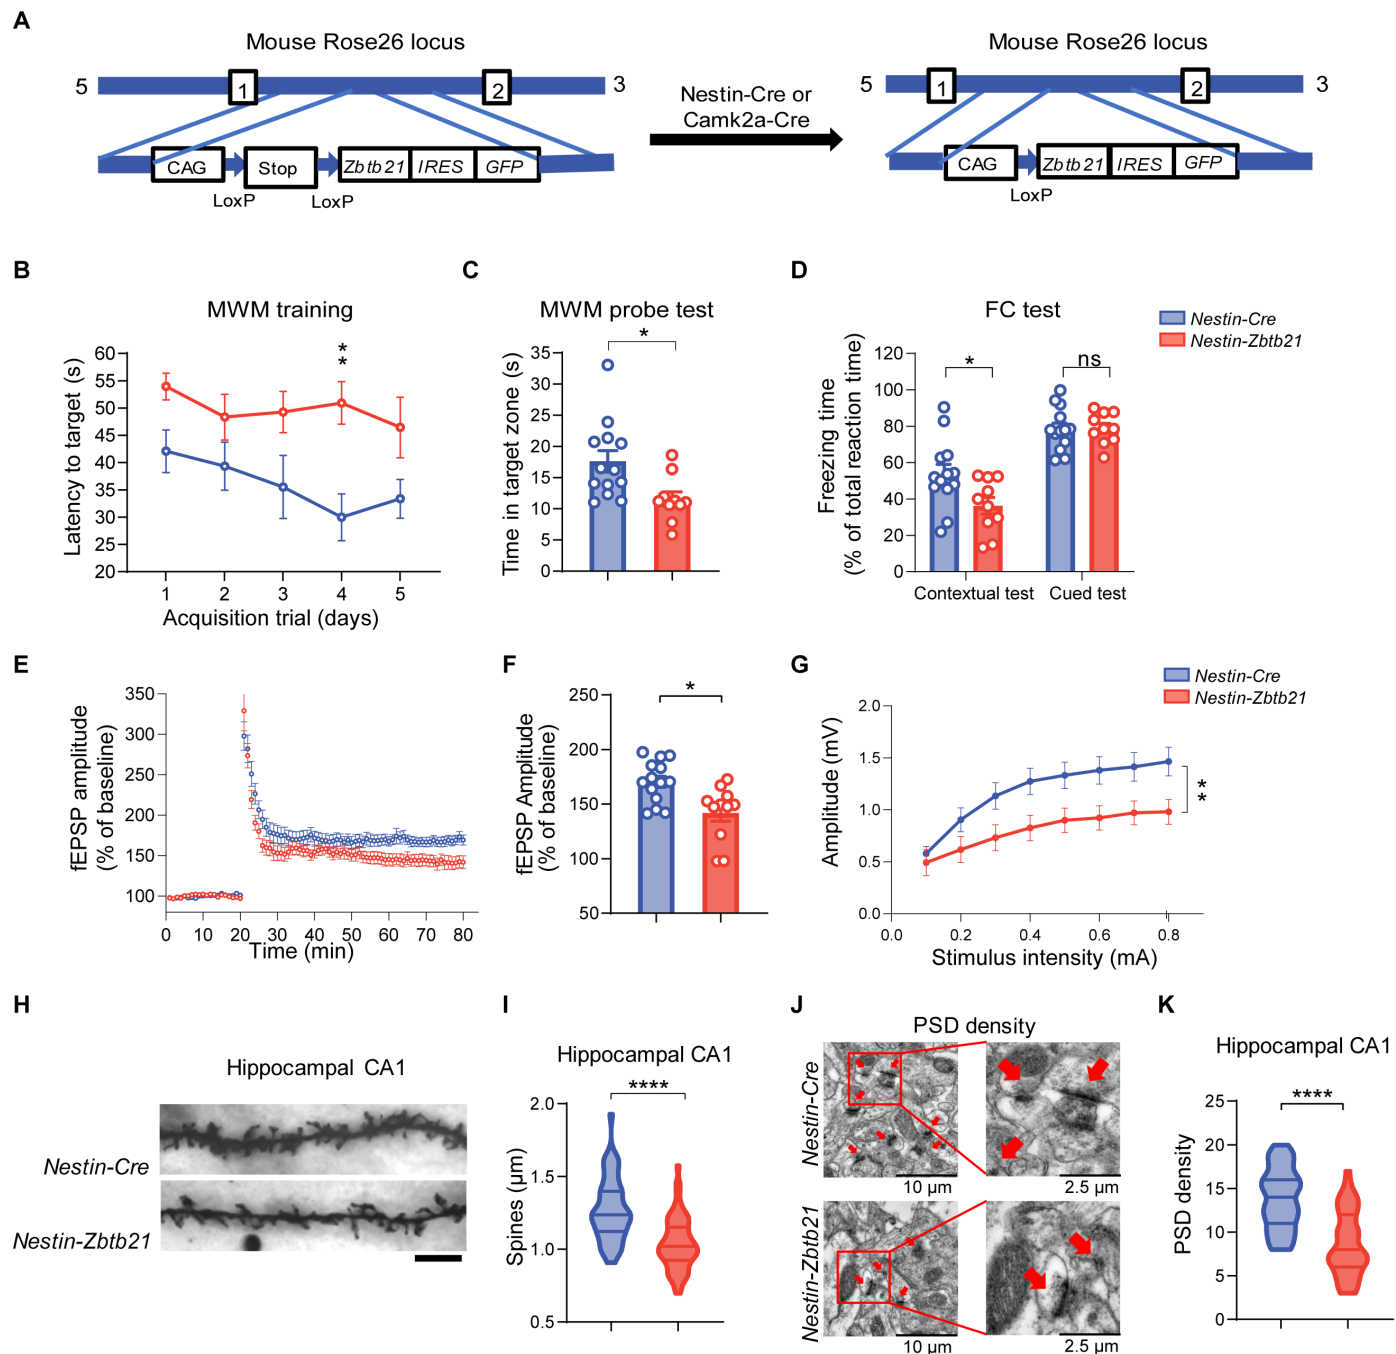 A
Mouse Rose26 locus
5 1 2 3
CAG Stop Zbtb21 IRES GFP
LoxP LoxP
Nestin-Cre or
Camk2a-Cre
Mouse Rose26 locus
5 1 2 3
CAG Zbtb21 IRES GFP
LoxP
B
MWM training
Latency to target (s)
60
55
50
45
40
35
30
25
20
*
*
1 2 3 4 5
Acquisition trial (days)
C
MWM probe test
Time in target zone (s)
35
30
25
20
15
10
5
0
*
D
FC test
Nestin-Cre
Nestin-Zbtb21
Freezing time
(% of total reaction time)
120
100
80
60
40
20
0
* ns
Contextual test Cued test
E
fEPSP amplitude
(% of baseline)
350
300
250
200
150
100
0 10 20 30 40 50 60 70 80
Time (min)
F
fEPSP Amplitude
(% of baseline)
250
200
150
100
50
*
G
Nestin-Cre
Nestin-Zbtb21
Amplitude (mV)
2.0
1.5
1.0
0.5
0.0
**
0.0 0.2 0.4 0.6 0.8
Stimulus intensity (mA)
H
Hippocampal CA1
Nestin-Cre
Nestin-Zbtb21
I
Hippocampal CA1
Spines (μm)
2.0
1.5
1.0
0.5
****
J
PSD density
Nestin-Cre
10 μm 2.5 μm
Nestin-Zbtb21
10 μm 2.5 μm
K
Hippocampal CA1
PSD density
25
20
15
10
5
0
****